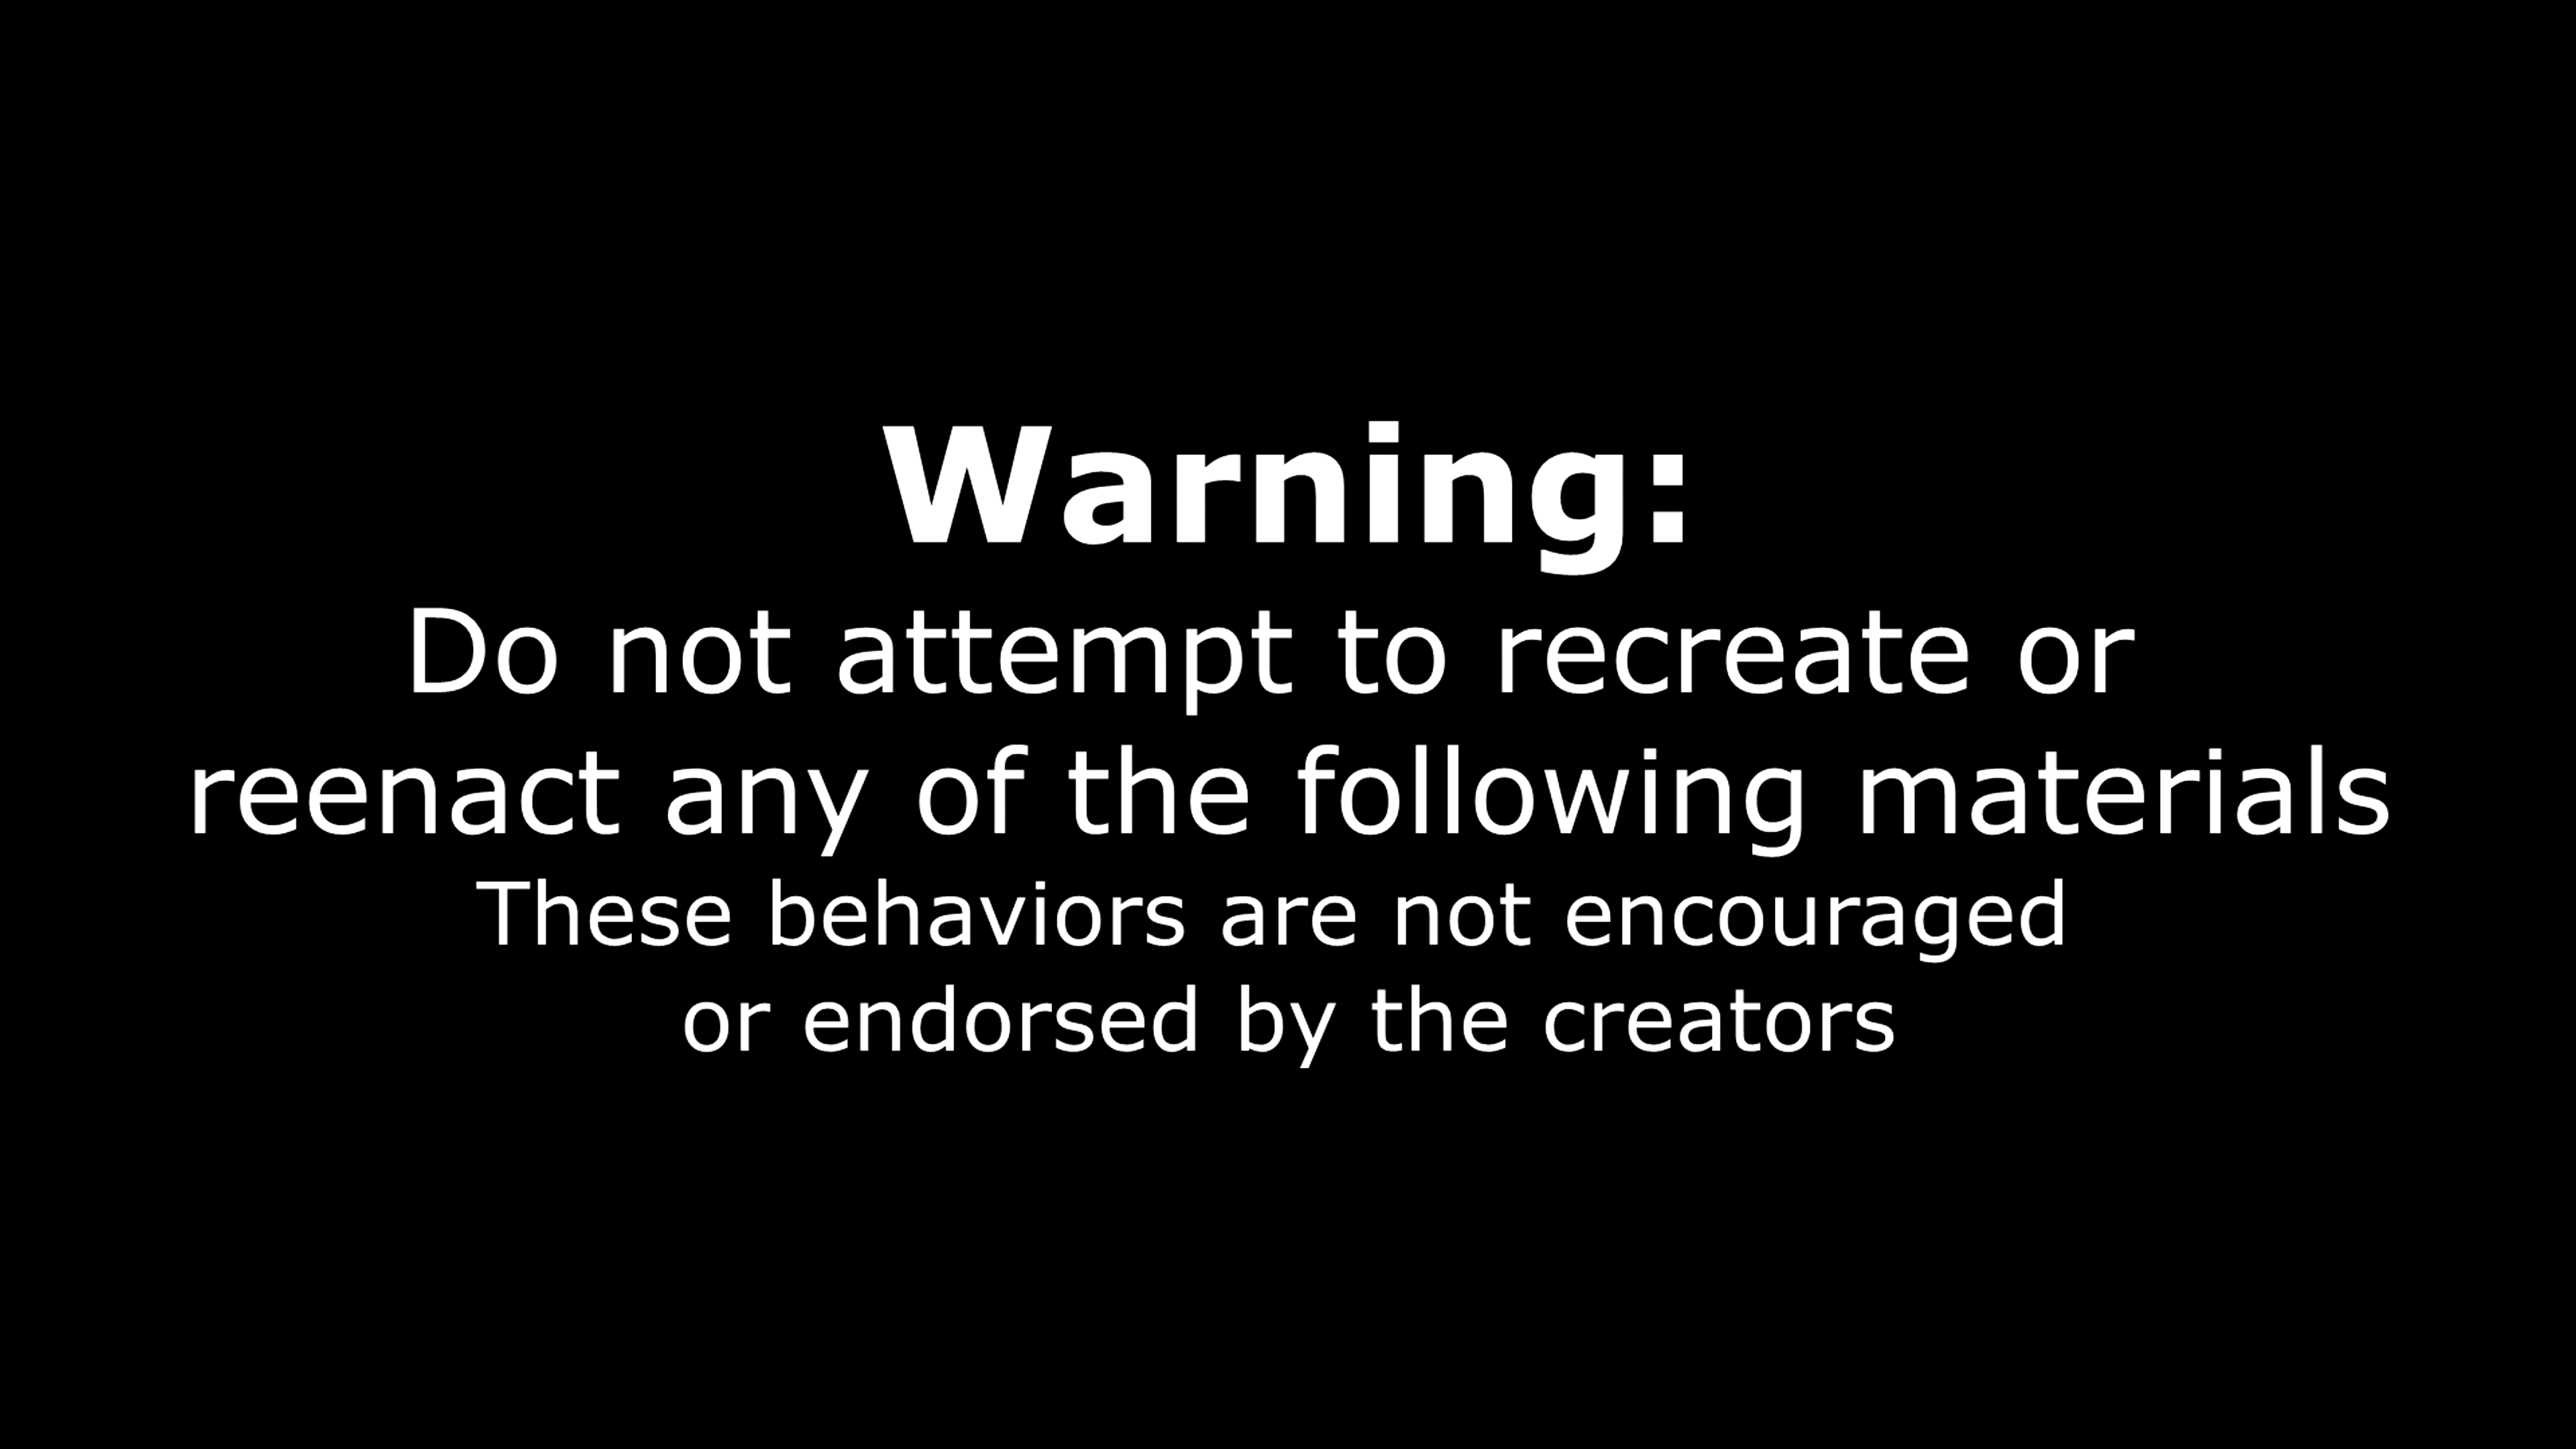 Warning:
Do not attempt to recreate or
reenact any of the following materials
These behaviors are not encouraged
or endorsed by the creators